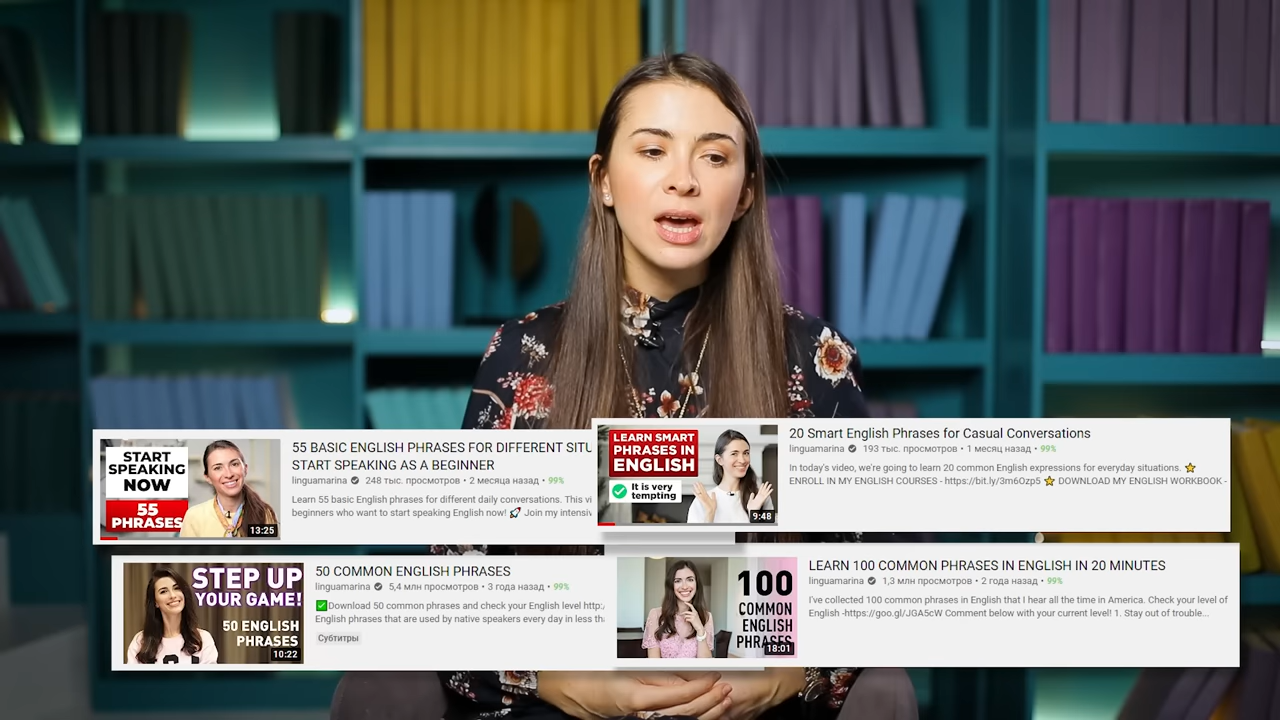 START
SPEAKING
NOW
55
PHRASES
13:25
55 BASIC ENGLISH PHRASES FOR DIFFERENT SITU
START SPEAKING AS A BEGINNER
linguamarina 248 тыс. просмотров • 2 месяца назад • 99%
Learn 55 basic English phrases for different daily conversations. This vi
beginners who want to start speaking English now! 🚀 Join my intensiv
LEARN SMART
PHRASES IN
ENGLISH
It is very
tempting
9:48
20 Smart English Phrases for Casual Conversations
linguamarina 193 тыс. просмотров • 1 месяц назад • 99%
In today's video, we're going to learn 20 common English expressions for everyday situations. ⭐
ENROLL IN MY ENGLISH COURSES - https://bit.ly/3m6Ozp5 ⭐ DOWNLOAD MY ENGLISH WORKBOOK -
STEP UP
YOUR GAME!
50 ENGLISH
PHRASES
10:22
50 COMMON ENGLISH PHRASES
linguamarina 5,4 млн просмотров • 3 года назад • 99%
✅Download 50 common phrases and check your English level http:/
English phrases that are used by native speakers every day in less th
Субтитры
100
COMMON
ENGLISH
PHRASES
18:01
LEARN 100 COMMON PHRASES IN ENGLISH IN 20 MINUTES
linguamarina 1,3 млн просмотров • 2 года назад • 99%
I've collected 100 common phrases in English that I hear all the time in America. Check your level of
English -https://goo.gl/JGA5cW Comment below with your current level! 1. Stay out of trouble...